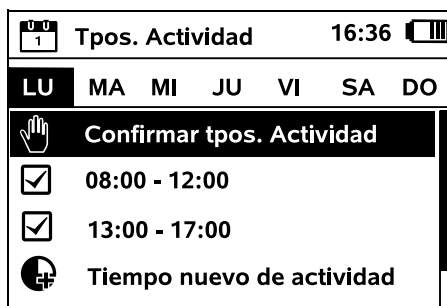 1 Tpos. Actividad 16:36
LU MA MI JU VI SA DO
Confirmar tpos. Actividad
08:00 - 12:00
13:00 - 17:00
Tiempo nuevo de actividad